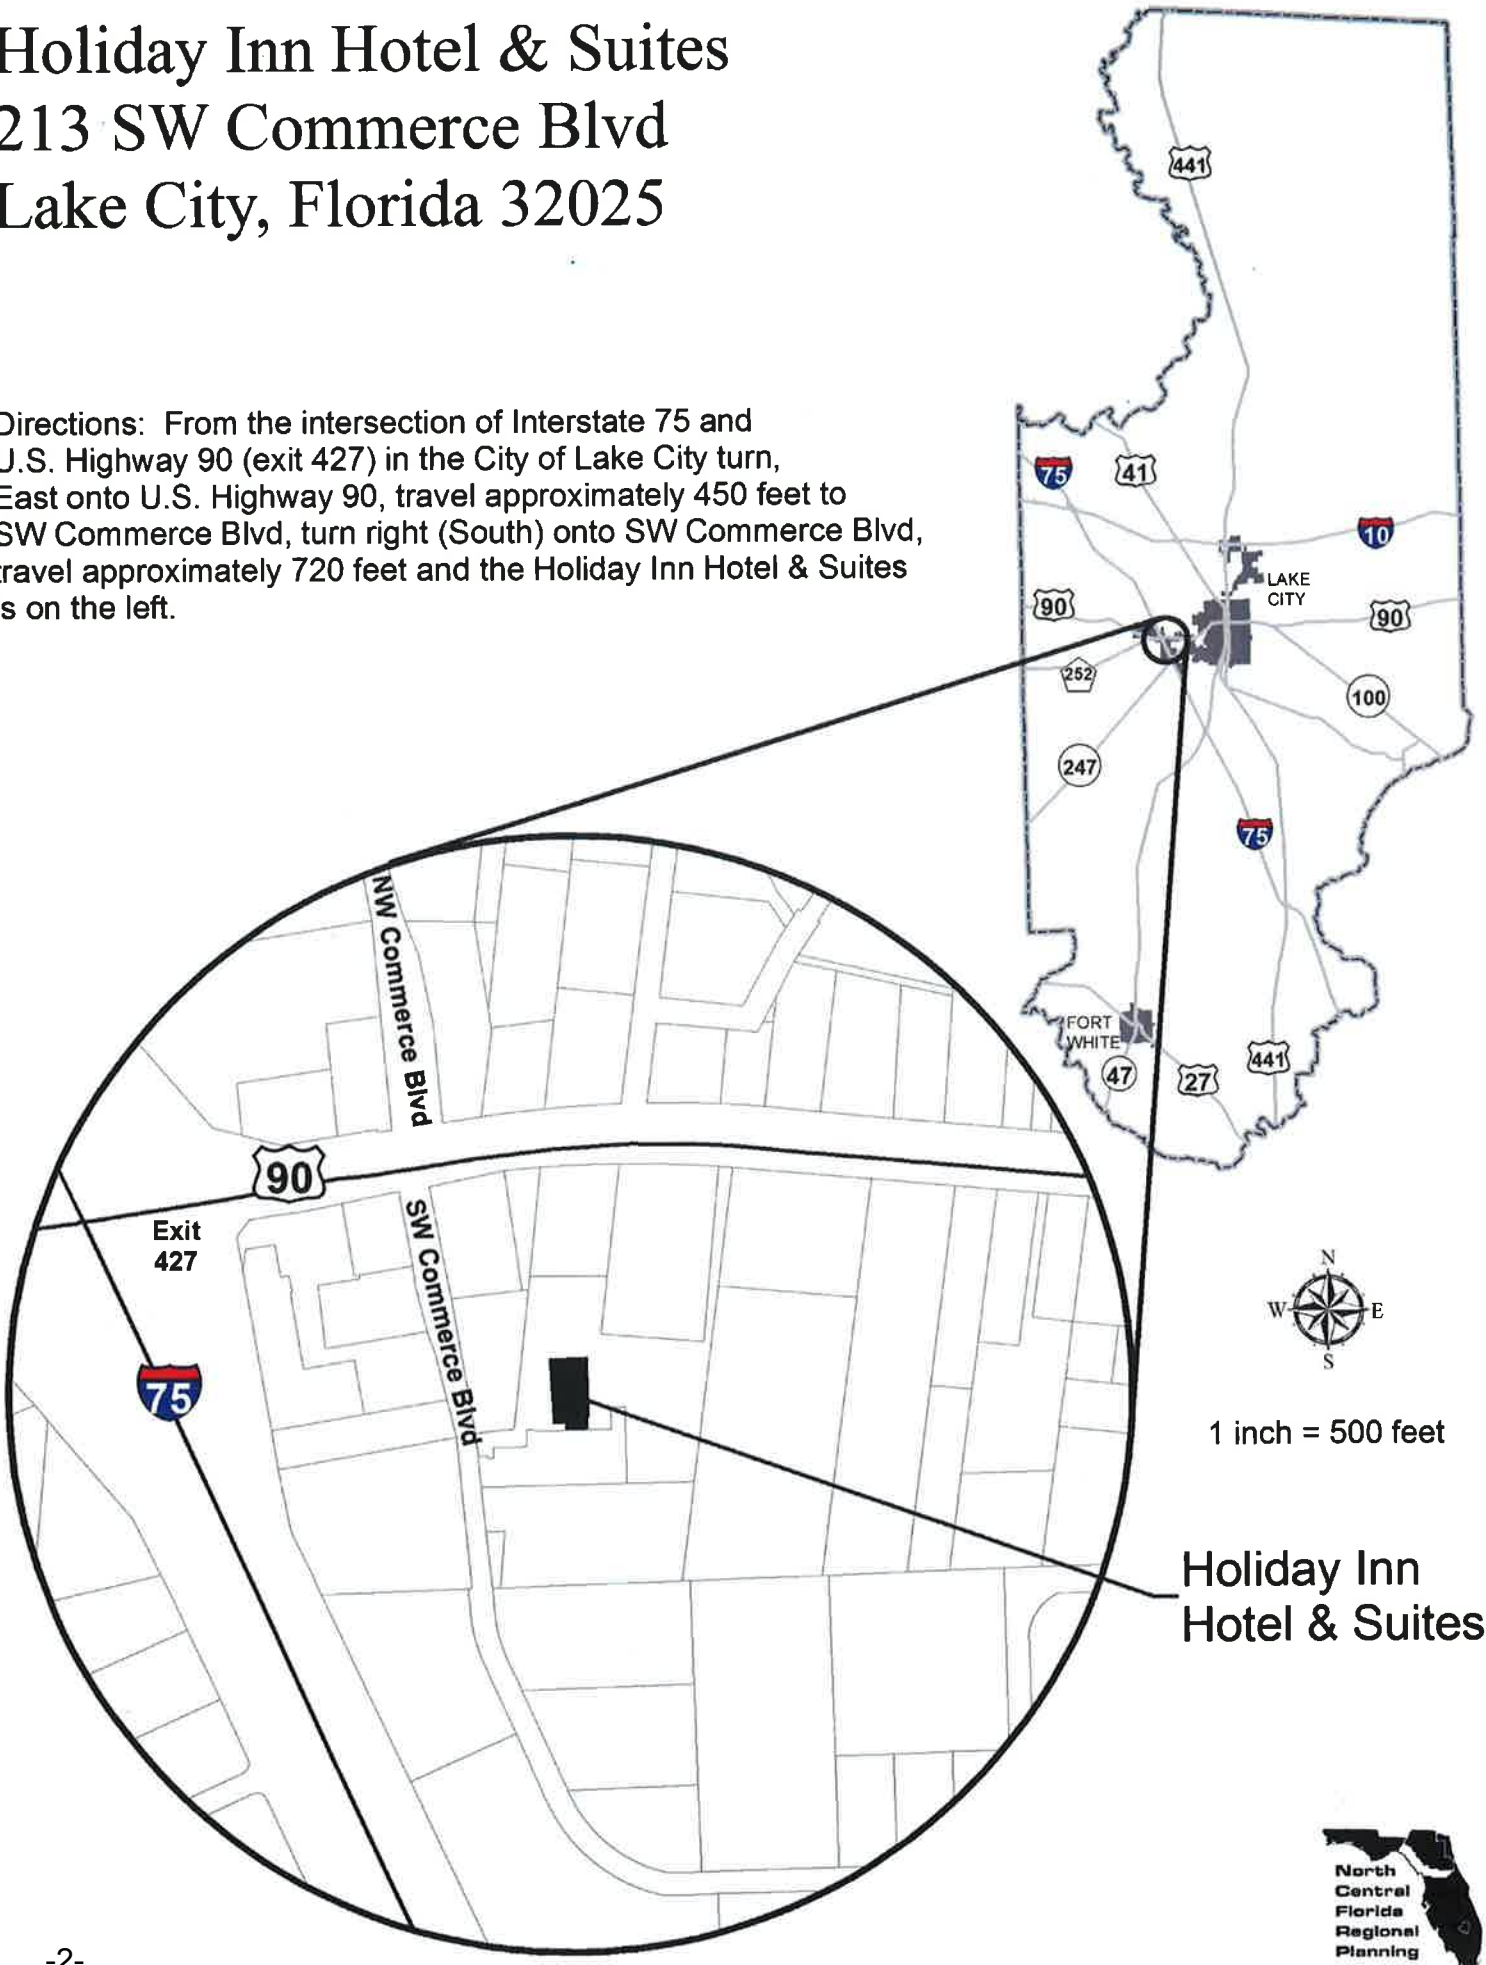 Holiday Inn Hotel & Suites
213 SW Commerce Blvd
Lake City, Florida 32025
Directions: From the intersection of Interstate 75 and
U.S. Highway 90 (exit 427) in the City of Lake City turn,
East onto U.S. Highway 90, travel approximately 450 feet to
SW Commerce Blvd, turn right (South) onto SW Commerce Blvd,
travel approximately 720 feet and the Holiday Inn Hotel & Suites
is on the left.
441
75
41
10
LAKE
CITY
90
90
252
100
247
75
FORT
WHITE
47
27
441
NW Commerce Blvd
90
Exit
427
SW Commerce Blvd
75
N
W
E
S
1 inch = 500 feet
Holiday Inn
Hotel & Suites
North
Central
Florida
Regional
Planning
-2-